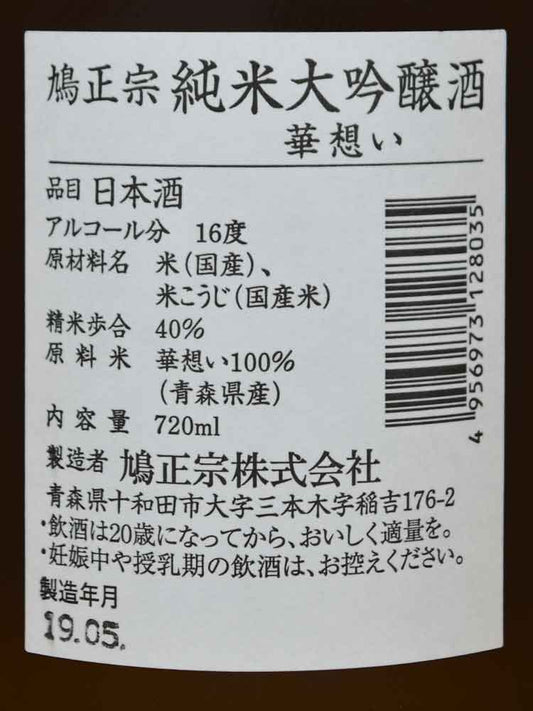 鳩正宗 純米大吟醸酒
華想い
品目 日本酒
アルコール分 16度
原材料名 米(国産)、
米こうじ(国産米)
精米歩合 40%
原料米 華想い100%
(青森県産)
内容量 720ml
製造者 鳩正宗株式会社
青森県十和田市大字三本木字稲吉176-2
・飲酒は20歳になってから、おいしく適量を。
・妊娠中や授乳期の飲酒は、お控えください。
製造年月
19.05.
4 956973 128035